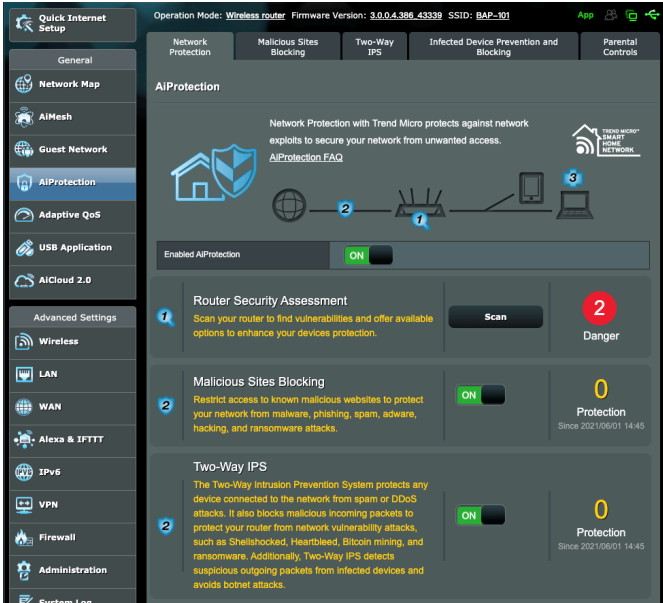 Quick Internet
Setup
Operation Mode: Wireless router Firmware Version: 3.0.0.4.386_43339 SSID: BAP-101
App
General
Network Map
AiMesh
Guest Network
AiProtection
Adaptive QoS
USB Application
AiCloud 2.0
Advanced Settings
Wireless
LAN
WAN
Alexa & IFTTT
IPv6
VPN
Firewall
Administration
System Log
Network
Protection
Malicious Sites
Blocking
Two-Way
IPS
Infected Device Prevention and
Blocking
Parental
Controls
AiProtection
Network Protection with Trend Micro protects against network
exploits to secure your network from unwanted access.
AiProtection FAQ
TREND MICRO™
SMART
HOME
NETWORK
2
1
3
Enabled AiProtection
ON
1
Router Security Assessment
Scan your router to find vulnerabilities and offer available
options to enhance your devices protection.
Scan
2
Danger
2
Malicious Sites Blocking
Restrict access to known malicious websites to protect
your network from malware, phishing, spam, adware,
hacking, and ransomware attacks.
ON
0
Protection
Since 2021/06/01 14:45
2
Two-Way IPS
The Two-Way Intrusion Prevention System protects any
device connected to the network from spam or DDoS
attacks. It also blocks malicious incoming packets to
protect your router from network vulnerability attacks,
such as Shellshocked, Heartbleed, Bitcoin mining, and
ransomware. Additionally, Two-Way IPS detects
suspicious outgoing packets from infected devices and
avoids botnet attacks.
ON
0
Protection
Since 2021/06/01 14:45